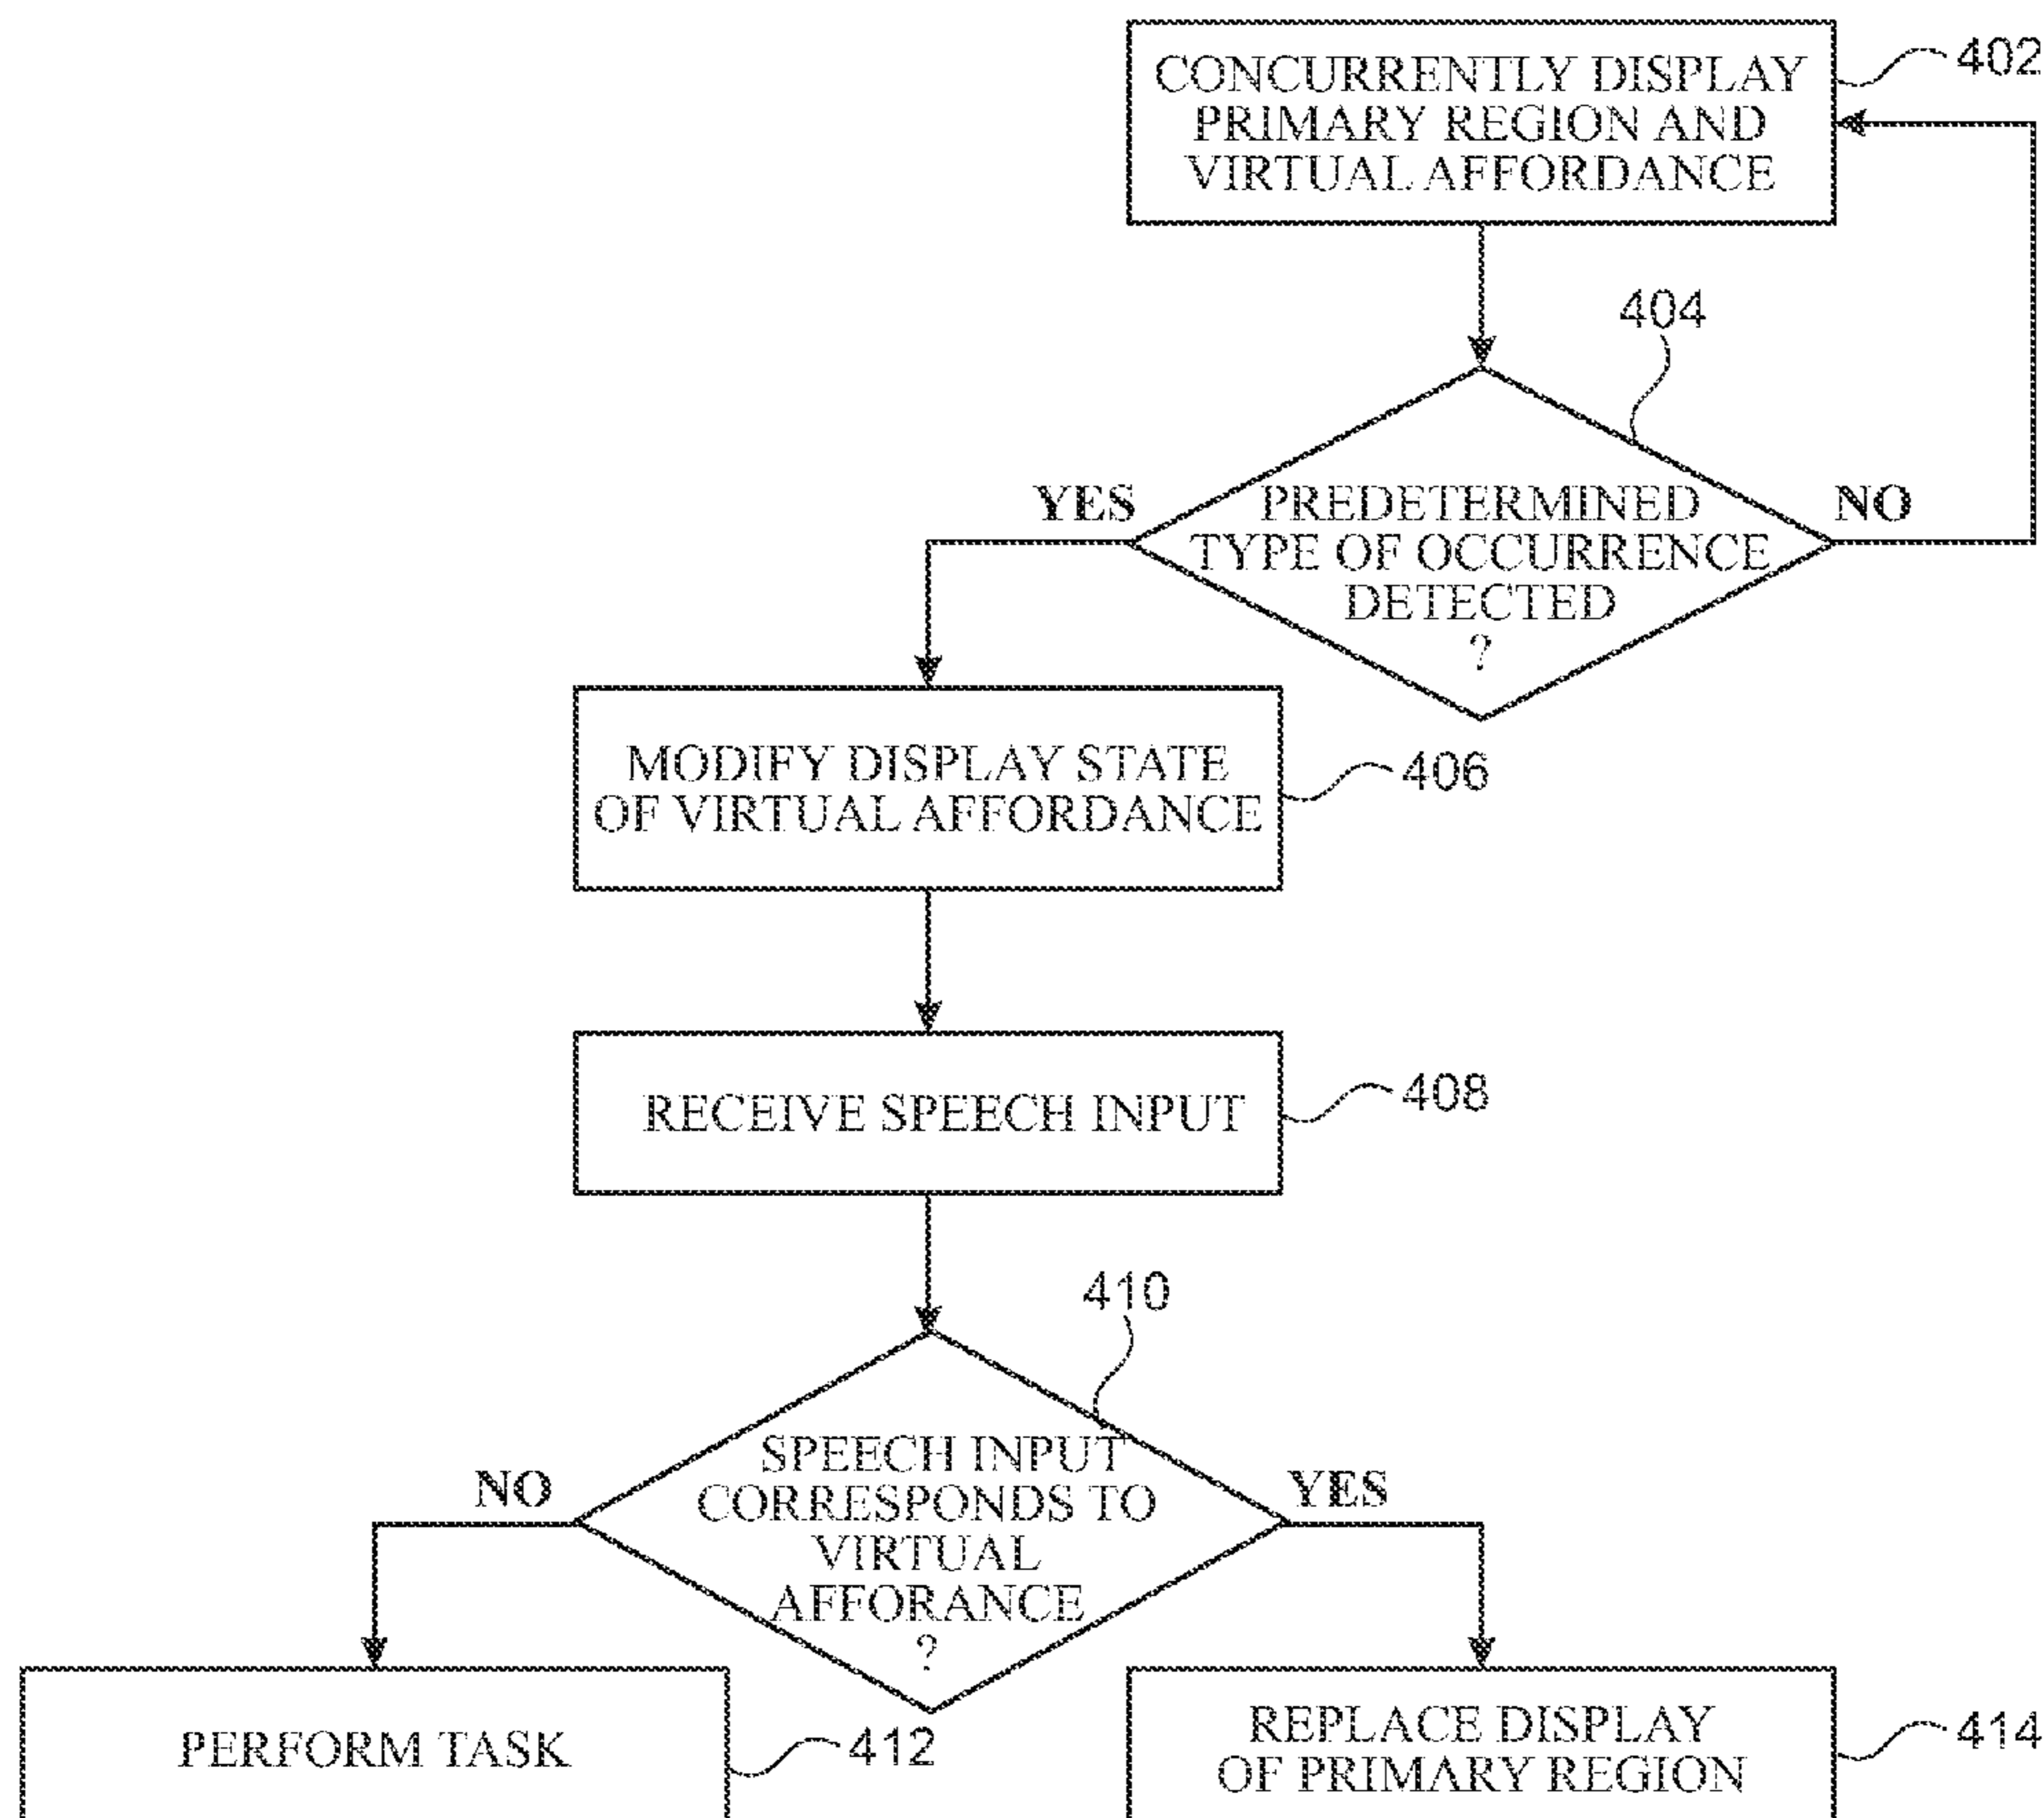 CONCURRENTLY DISPLAY
PRIMARY REGION AND
VIRTUAL AFFORDANCE
402
404
PREDETERMINED
TYPE OF OCCURRENCE
DETECTED
?
YES
NO
MODIFY DISPLAY STATE
OF VIRTUAL AFFORDANCE
406
RECEIVE SPEECH INPUT
408
410
SPEECH INPUT
CORRESPONDS TO
VIRTUAL
AFFORANCE
?
NO
YES
PERFORM TASK
412
REPLACE DISPLAY
OF PRIMARY REGION
414